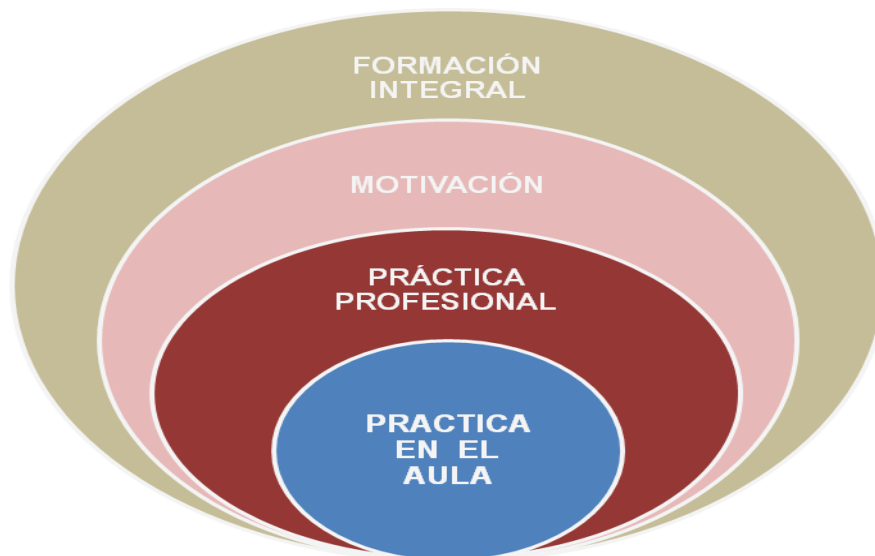 FORMACIÓN
INTEGRAL
MOTIVACIÓN
PRÁCTICA
PROFESIONAL
PRACTICA
EN EL
AULA